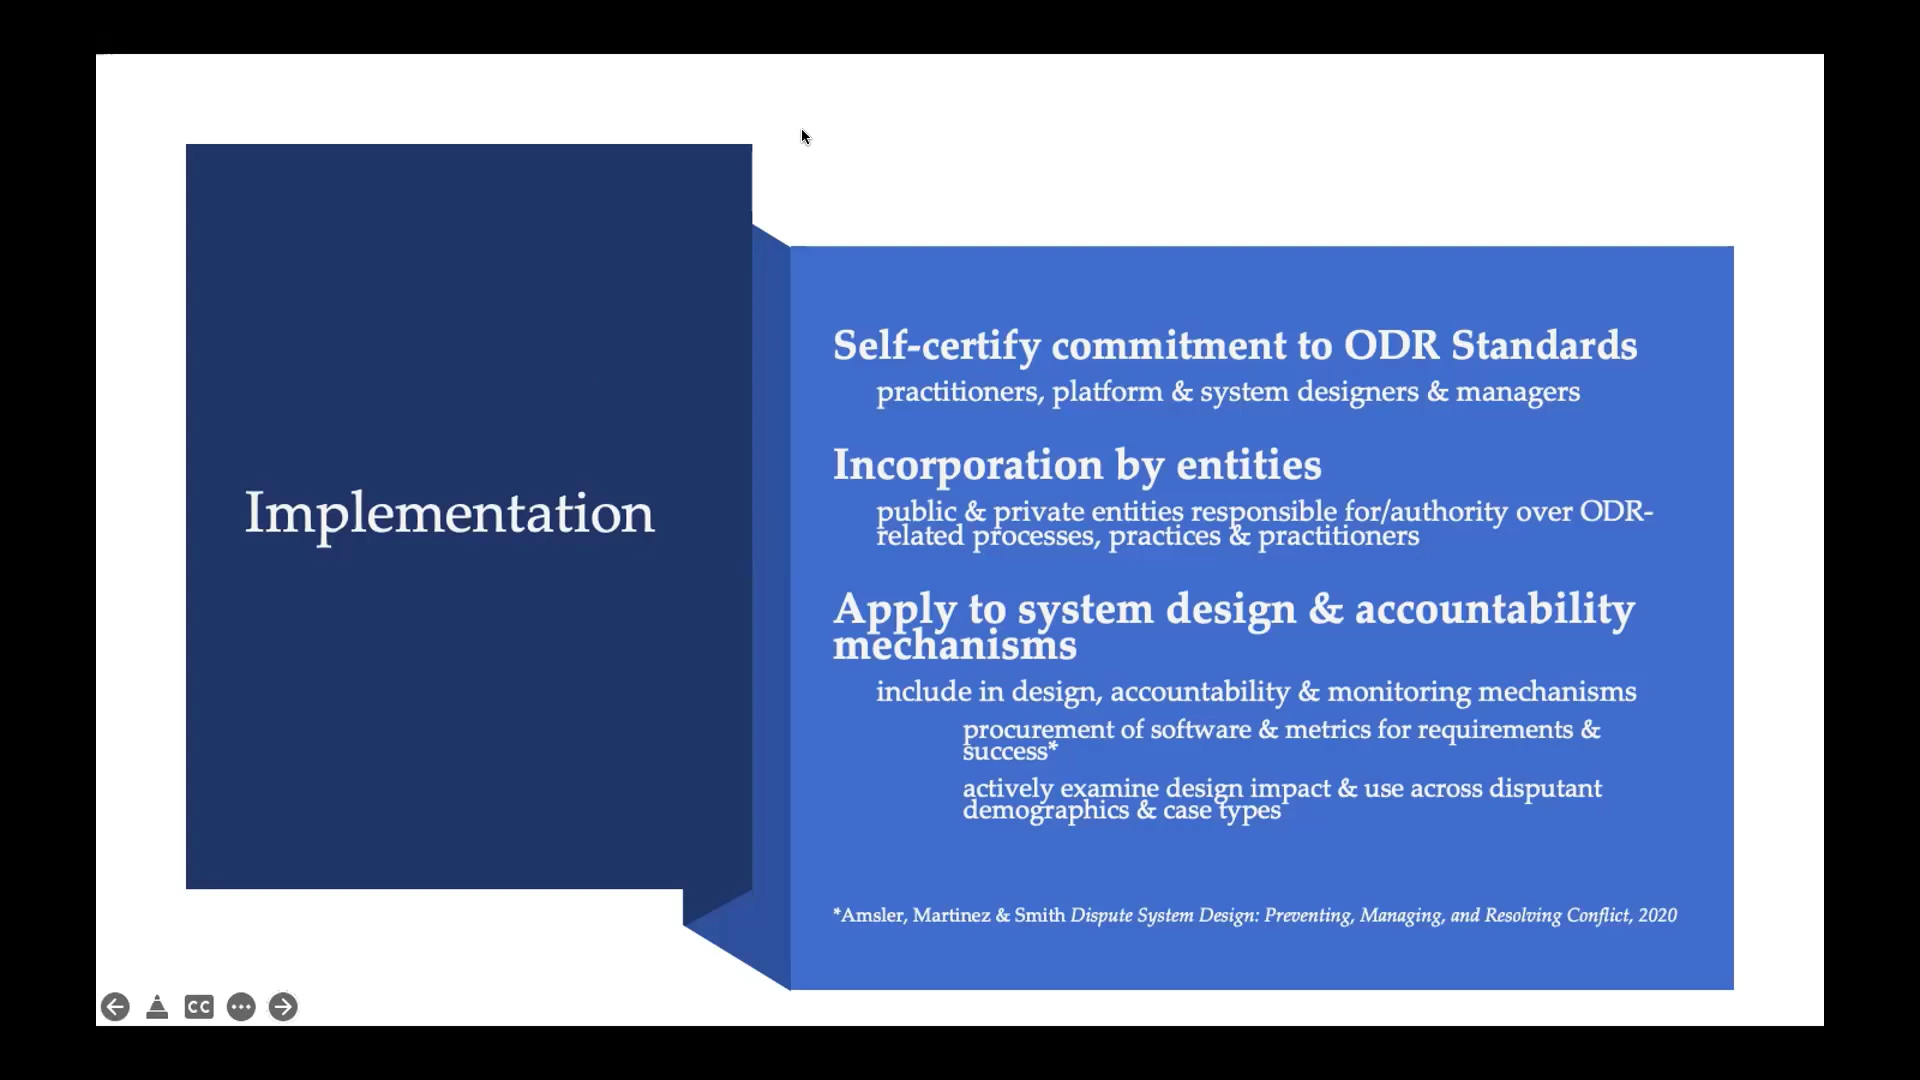 Implementation
Self-certify commitment to ODR Standards
practitioners, platform & system designers & managers
Incorporation by entities
public & private entities responsible for/authority over ODR-
related processes, practices & practitioners
Apply to system design & accountability
mechanisms
include in design, accountability & monitoring mechanisms
procurement of software & metrics for requirements &
success*
actively examine design impact & use across disputant
demographics & case types
*Amsler, Martinez & Smith Dispute System Design: Preventing, Managing, and Resolving Conflict, 2020
CC